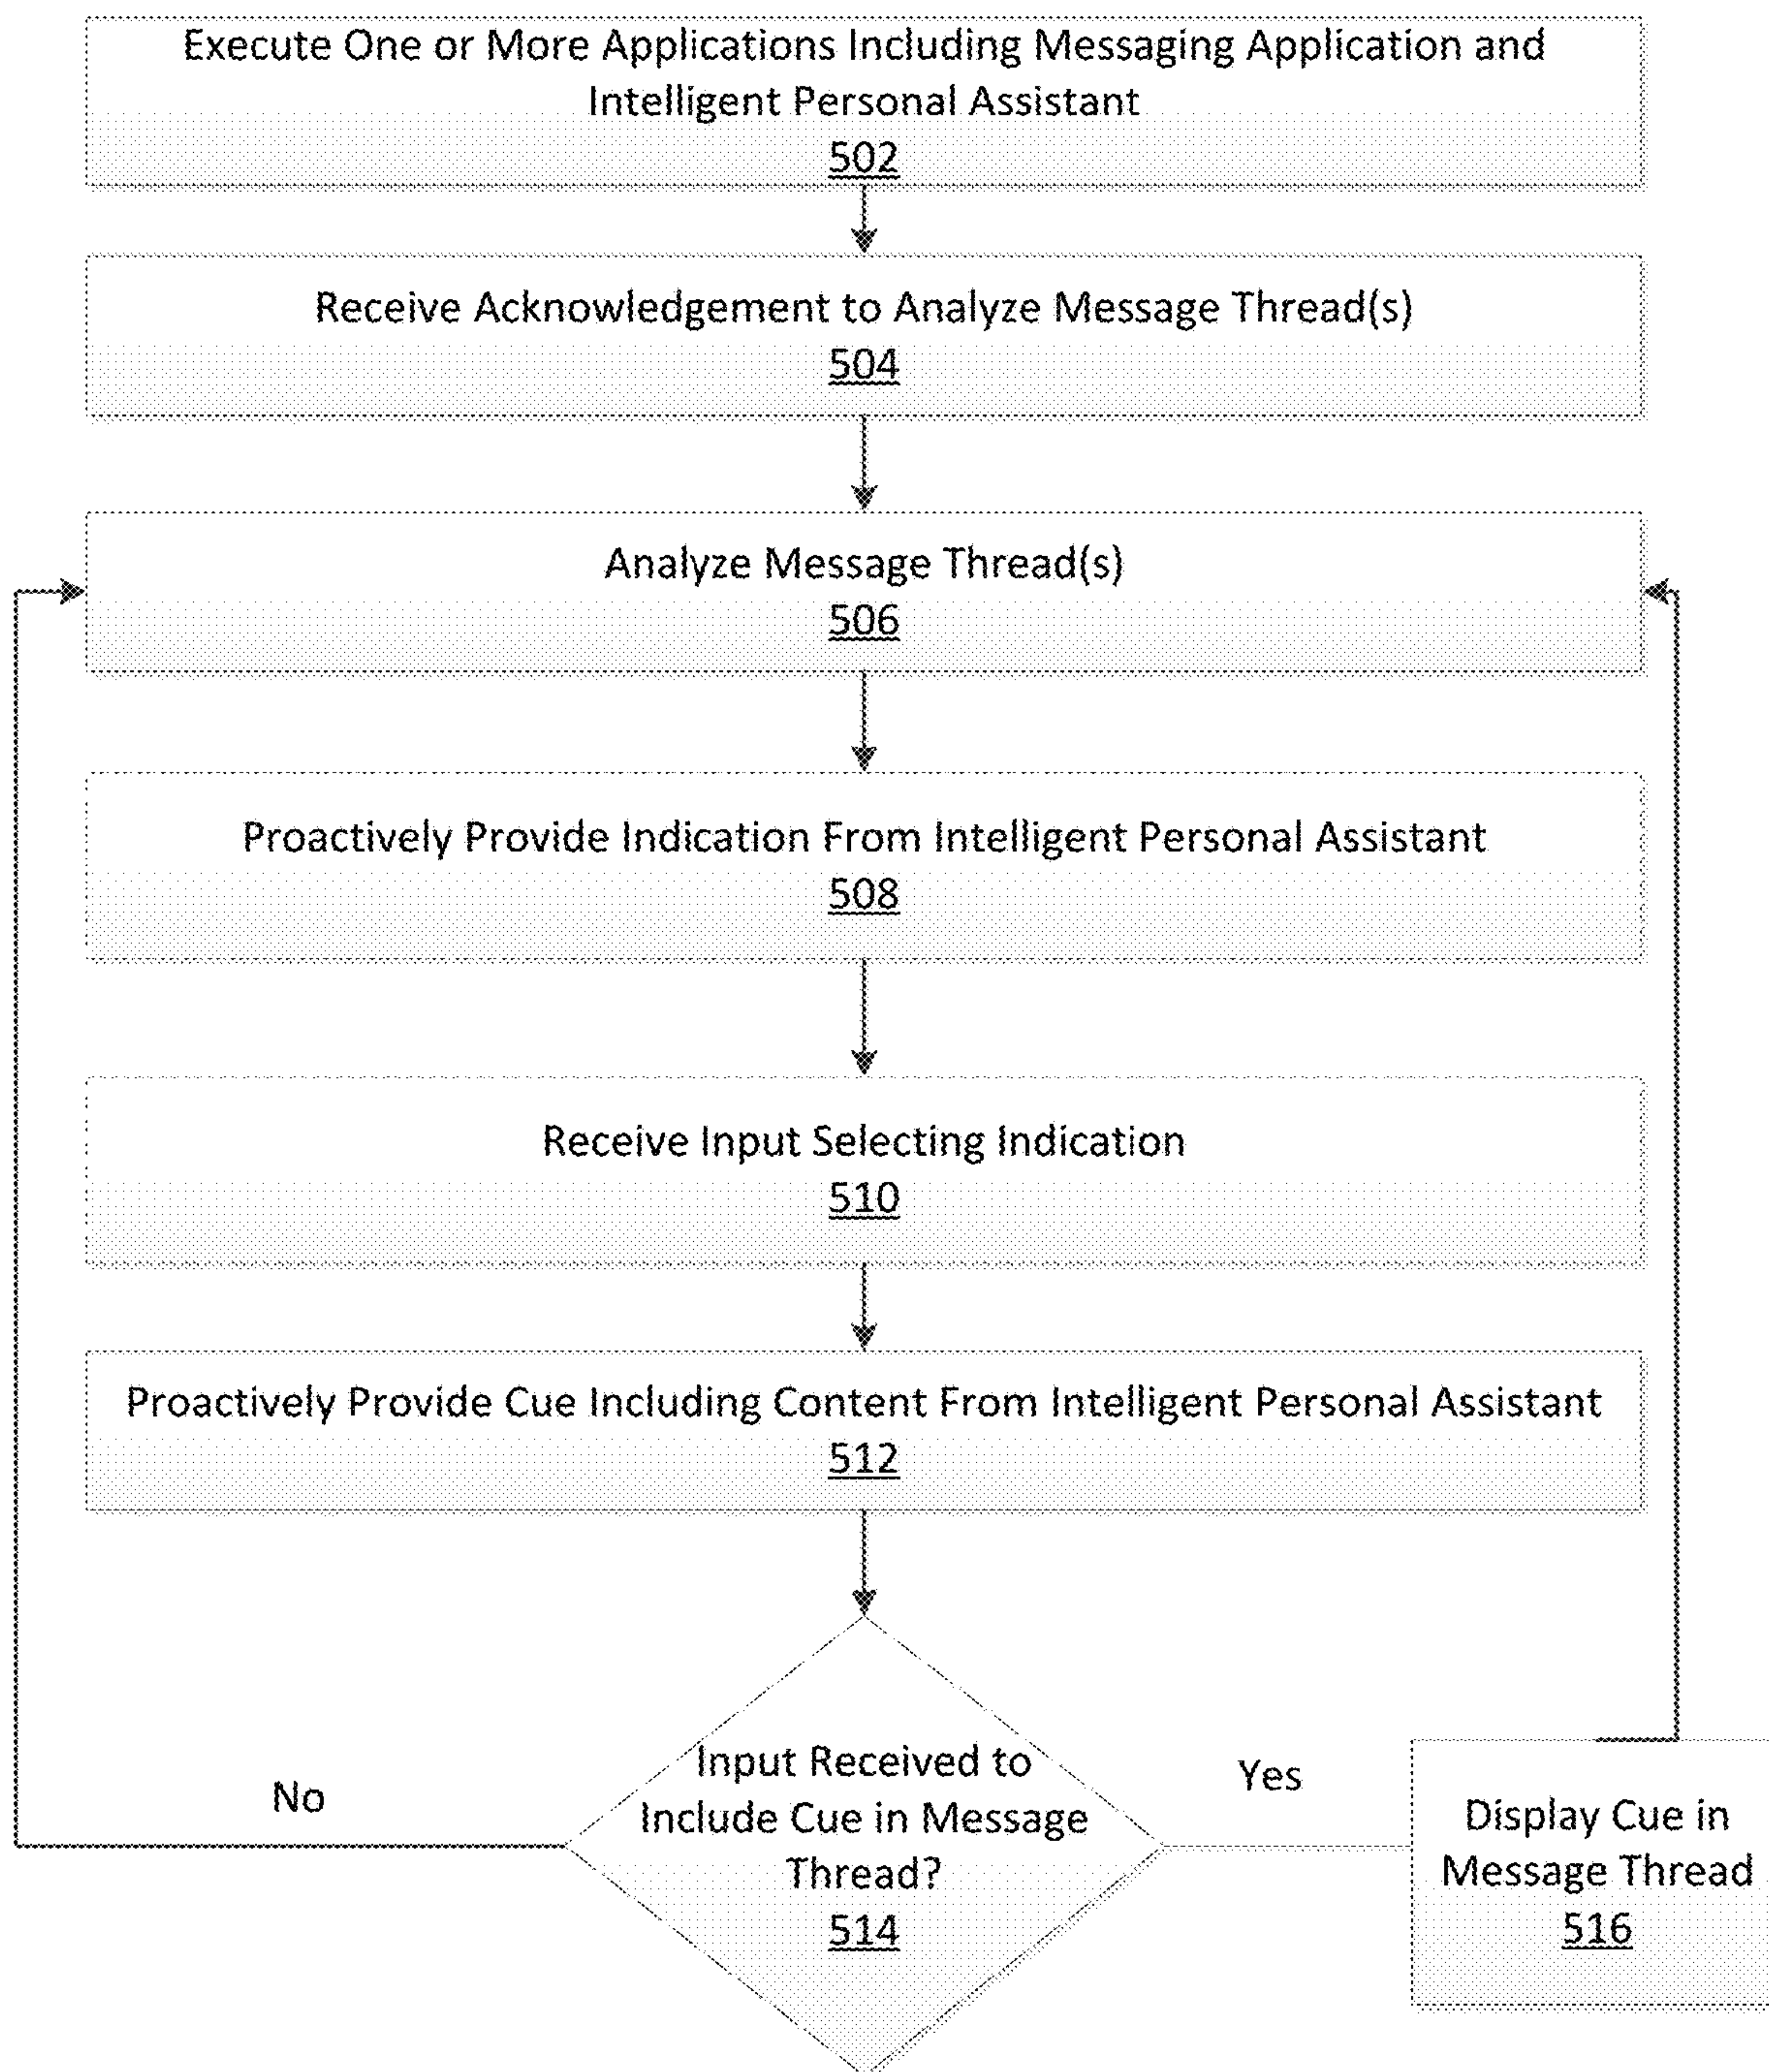 Execute One or More Applications Including Messaging Application and
Intelligent Personal Assistant
502
Receive Acknowledgement to Analyze Message Thread(s)
504
Analyze Message Thread(s)
506
Proactively Provide Indication From Intelligent Personal Assistant
508
Receive Input Selecting Indication
510
Proactively Provide Cue Including Content From Intelligent Personal Assistant
512
No
Input Received to
Include Cue in Message
Thread?
514
Yes
Display Cue in
Message Thread
516